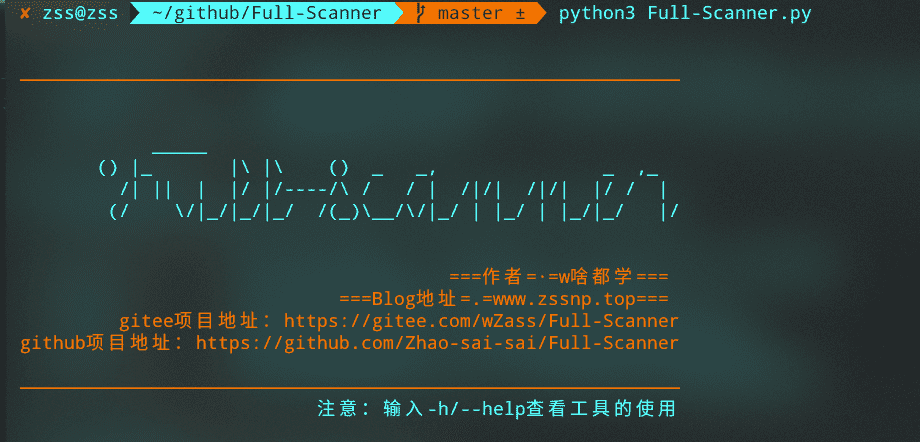 ✘ zss@zss ~/github/Full-Scanner master ± python3 Full-Scanner.py
Full-Scanner
===作者=·=w啥都学===
===Blog地址=.=www.zssnp.top===
gitee项目地址: https://gitee.com/wZass/Full-Scanner
github项目地址: https://github.com/Zhao-sai-sai/Full-Scanner
注意: 输入-h/--help查看工具的使用